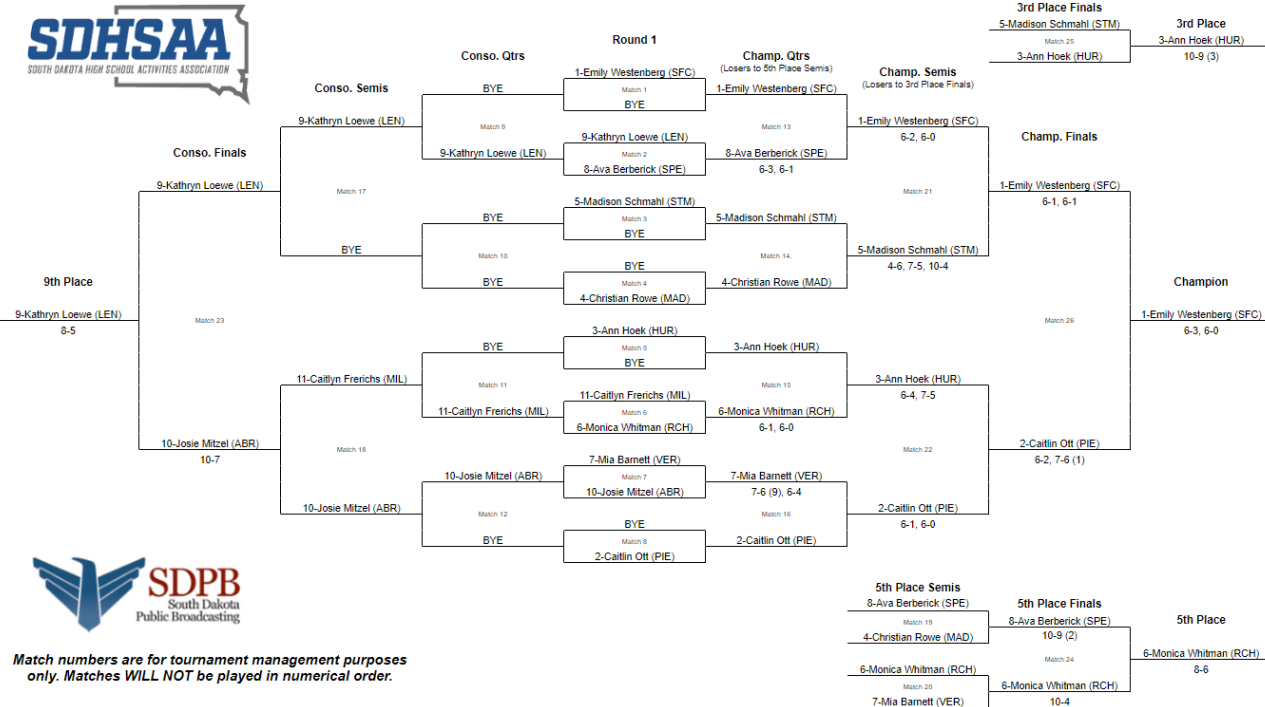 SDHSAA
SOUTH DAKOTA HIGH SCHOOL ACTIVITIES ASSOCIATION
9th Place
9-Kathryn Loewe (LEN)
8-5
Conso. Finals
9-Kathryn Loewe (LEN)
Match 23
10-Josie Mitzel (ABR)
10-7
Conso. Semis
9-Kathryn Loewe (LEN)
Match 17
BYE
11-Caitlyn Frerichs (MIL)
Match 18
10-Josie Mitzel (ABR)
Conso. Qtrs
BYE
Match 9
9-Kathryn Loewe (LEN)
BYE
Match 10
BYE
BYE
Match 11
11-Caitlyn Frerichs (MIL)
10-Josie Mitzel (ABR)
Match 12
BYE
Round 1
1-Emily Westenberg (SFC)
Match 1
BYE
9-Kathryn Loewe (LEN)
Match 2
8-Ava Berberick (SPE)
5-Madison Schmahl (STM)
Match 3
BYE
BYE
Match 4
4-Christian Rowe (MAD)
3-Ann Hoek (HUR)
Match 5
BYE
11-Caitlyn Frerichs (MIL)
Match 6
6-Monica Whitman (RCH)
7-Mia Barnett (VER)
Match 7
10-Josie Mitzel (ABR)
BYE
Match 8
2-Caitlin Ott (PIE)
Champ. Qtrs
(Losers to 5th Place Semis)
1-Emily Westenberg (SFC)
Match 13
8-Ava Berberick (SPE)
6-3, 6-1
5-Madison Schmahl (STM)
Match 14.
4-Christian Rowe (MAD)
3-Ann Hoek (HUR)
Match 15
6-Monica Whitman (RCH)
6-1, 6-0
7-Mia Barnett (VER)
7-6 (9), 6-4
Match 16
2-Caitlin Ott (PIE)
Champ. Semis
(Losers to 3rd Place Finals)
1-Emily Westenberg (SFC)
6-2, 6-0
Match 21
5-Madison Schmahl (STM)
4-6, 7-5, 10-4
3-Ann Hoek (HUR)
6-4, 7-5
Match 22
2-Caitlin Ott (PIE)
6-1, 6-0
Champ. Finals
1-Emily Westenberg (SFC)
6-1, 6-1
Match 26
2-Caitlin Ott (PIE)
6-2, 7-6 (1)
Champion
1-Emily Westenberg (SFC)
6-3, 6-0
3rd Place Finals
5-Madison Schmahl (STM)
Match 25
3-Ann Hoek (HUR)
3rd Place
3-Ann Hoek (HUR)
10-9 (3)
5th Place Semis
8-Ava Berberick (SPE)
Match 19
4-Christian Rowe (MAD)
6-Monica Whitman (RCH)
Match 20
7-Mia Barnett (VER)
5th Place Finals
8-Ava Berberick (SPE)
10-9 (2)
Match 24
6-Monica Whitman (RCH)
10-4
5th Place
6-Monica Whitman (RCH)
8-6
SDPB
South Dakota
Public Broadcasting
Match numbers are for tournament management purposes
only. Matches WILL NOT be played in numerical order.